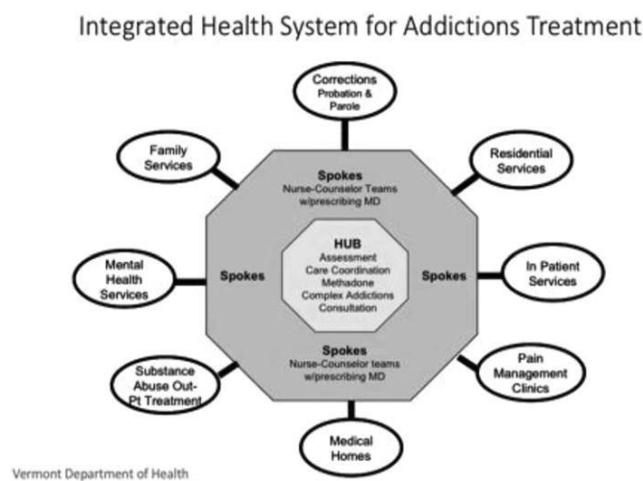 Integrated Health System for Addictions Treatment
Corrections
Probation &
Parole
Family
Services
Residential
Services
Spokes
Nurse-Counselor Teams
w/prescribing MD
HUB
Assessment
Care Coordination
Methadone
Complex Addictions
Consultation
Mental
Health
Services
Spokes
Spokes
In Patient
Services
Spokes
Nurse-Counselor teams
w/prescribing MD
Substance
Abuse Out-
Pt Treatment
Pain
Management
Clinics
Medical
Homes
Vermont Department of Health